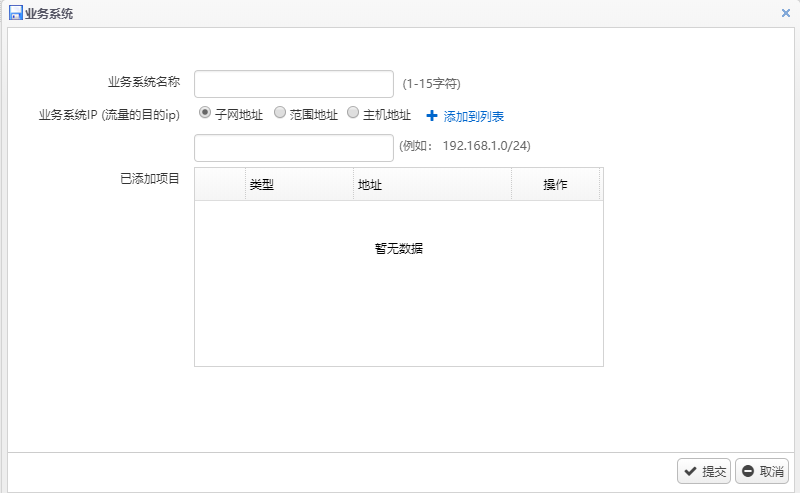 业务系统
业务系统名称 (1-15字符)
业务系统IP (流量的目的ip) 子网地址 范围地址 主机地址 添加到列表
(例如： 192.168.1.0/24)
已添加项目 类型 地址 操作
暂无数据
提交 取消